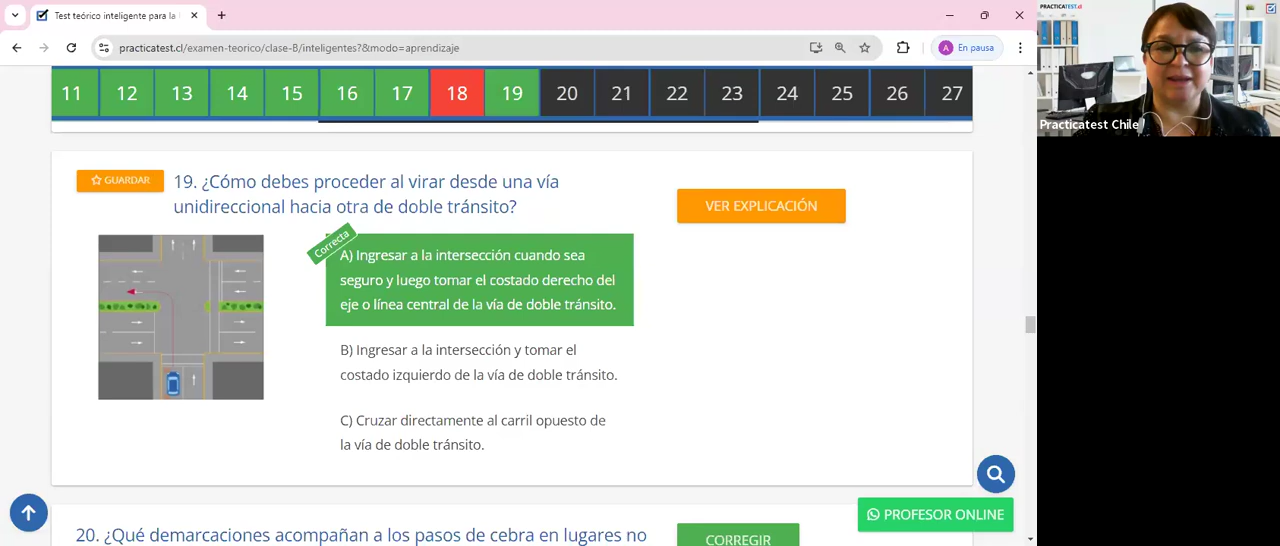 Test teórico inteligente para la
practicatest.cl/examen-teorico/clase-B/inteligentes?&modo=aprendizaje
A
En pausa
PRACTICATEST.cl
Practicatest Chile
11 12 13 14 15 16 17 18 19 20 21 22 23 24 25 26 27
GUARDAR
19. ¿Cómo debes proceder al virar desde una vía
unidireccional hacia otra de doble tránsito?
VER EXPLICACIÓN
Correcta
A) Ingresar a la intersección cuando sea
seguro y luego tomar el costado derecho del
eje o línea central de la vía de doble tránsito.
B) Ingresar a la intersección y tomar el
costado izquierdo de la vía de doble tránsito.
C) Cruzar directamente al carril opuesto de
la vía de doble tránsito.
PROFESOR ONLINE
20. ¿Qué demarcaciones acompañan a los pasos de cebra en lugares no
CORREGIR